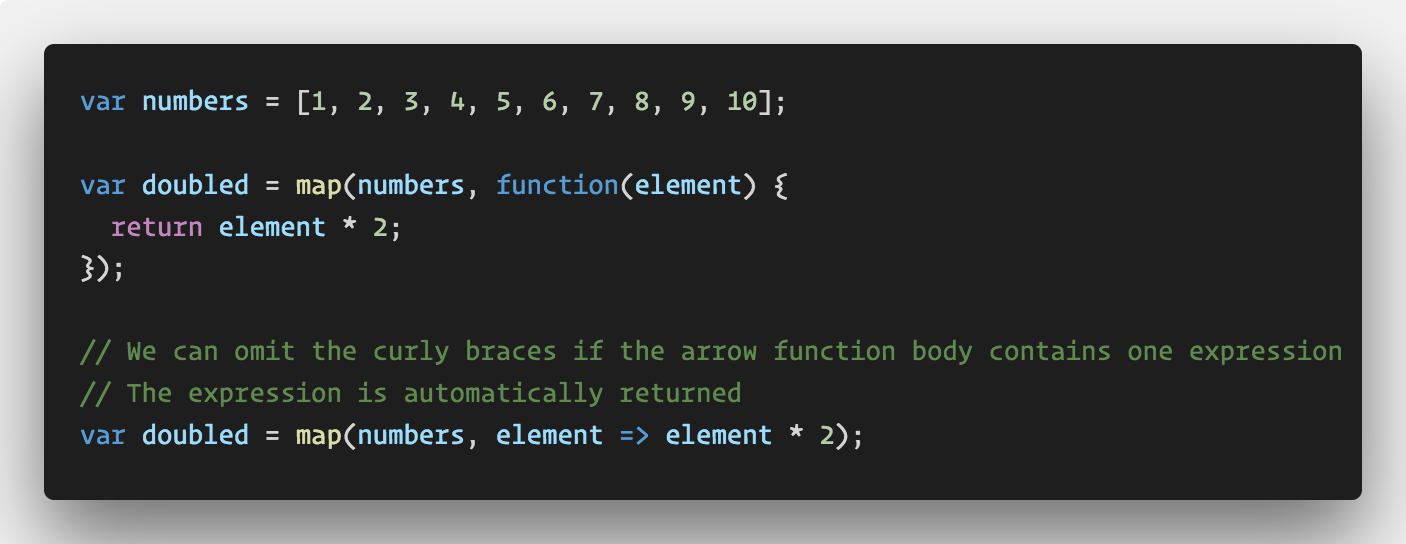 var numbers = [1, 2, 3, 4, 5, 6, 7, 8, 9, 10];
var doubled = map(numbers, function(element) {
  return element * 2;
});
// We can omit the curly braces if the arrow function body contains one expression
// The expression is automatically returned
var doubled = map(numbers, element => element * 2);